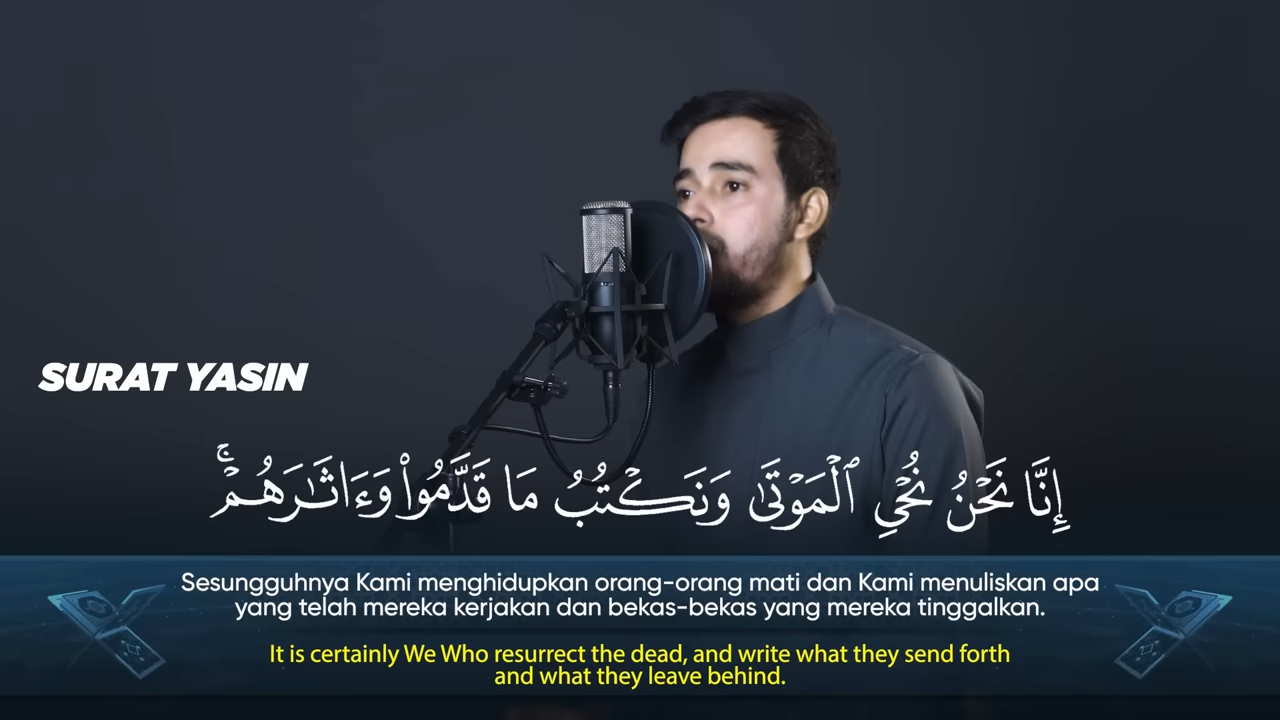 SURAT YASIN
إِنَّا نَحْنُ نُحْيِ ٱلْمَوْتَىٰ وَنَكْتُبُ مَا قَدَّمُوا۟ وَءَاثَـٰرَهُمْ ۚ
Sesungguhnya Kami menghidupkan orang-orang mati dan Kami menuliskan apa
yang telah mereka kerjakan dan bekas-bekas yang mereka tinggalkan.
It is certainly We Who resurrect the dead, and write what they send forth
and what they leave behind.